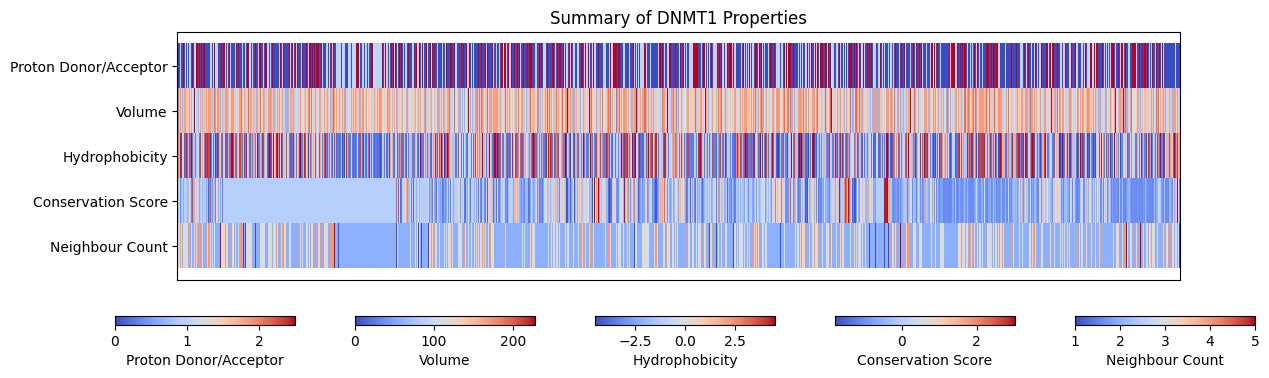 Summary of DNMT1 Properties
Proton Donor/Acceptor
Volume
Hydrophobicity
Conservation Score
Neighbour Count
0 1 2
Proton Donor/Acceptor
0 100 200
Volume
−2.5 0.0 2.5
Hydrophobicity
0 2
Conservation Score
1 2 3 4 5
Neighbour Count